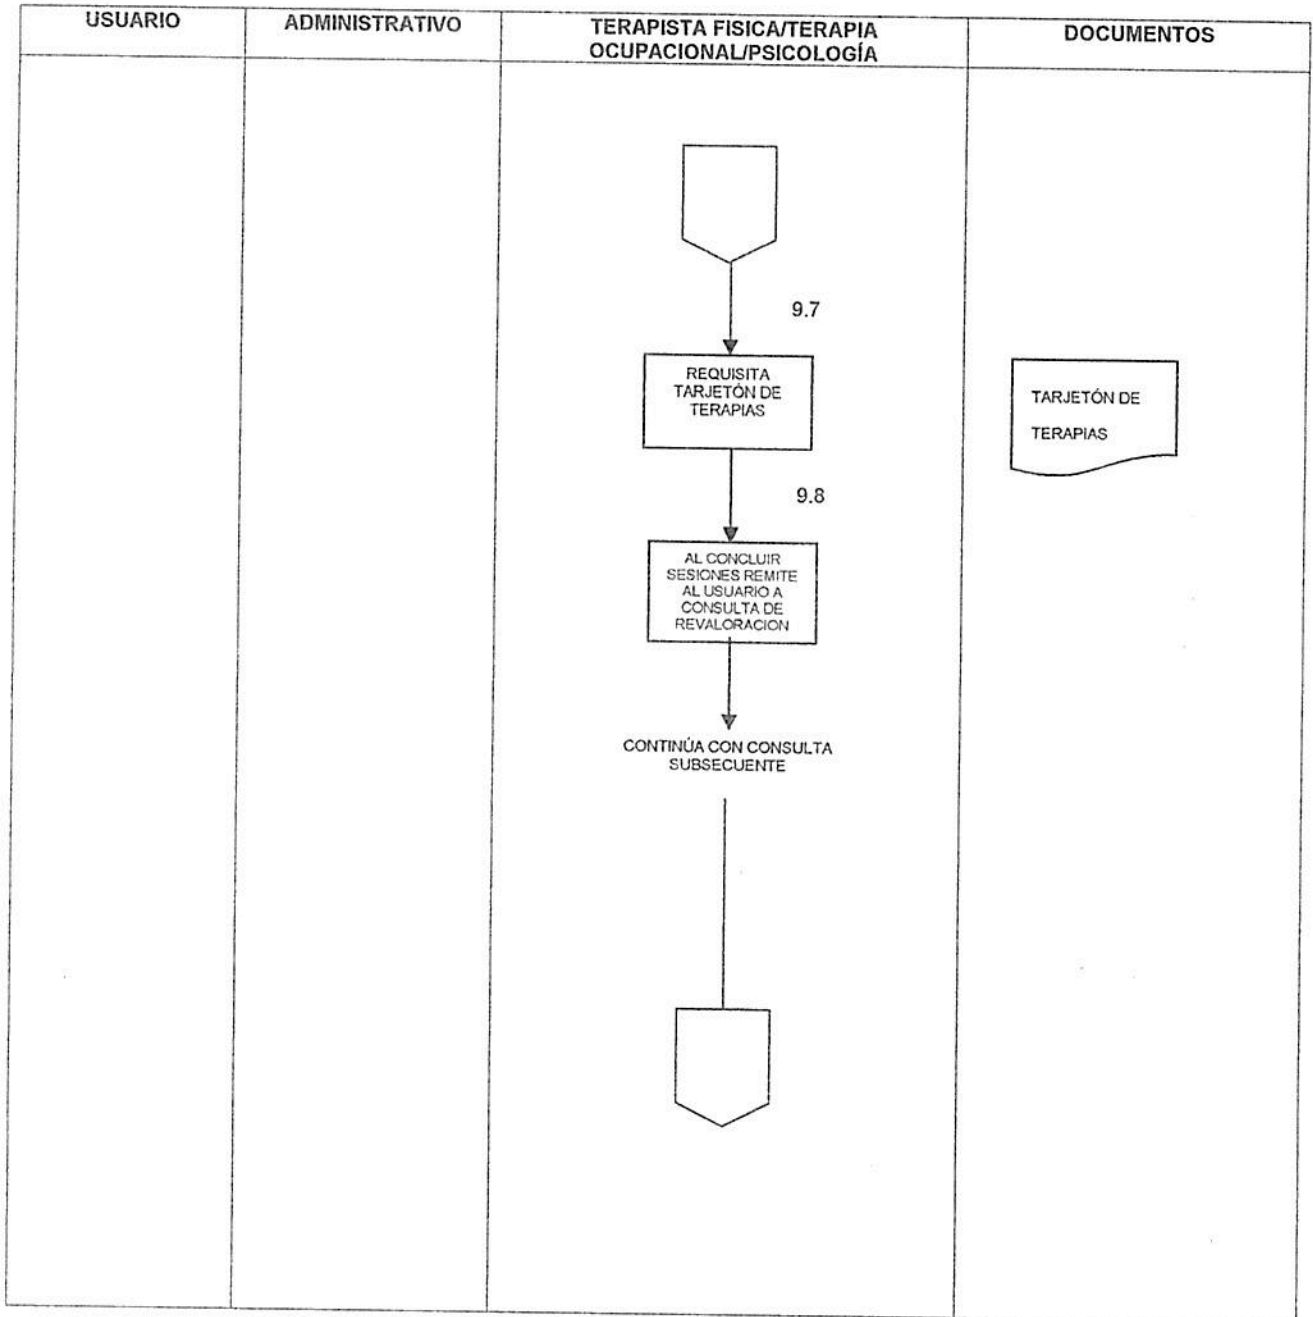 USUARIO
ADMINISTRATIVO
TERAPISTA FISICA/TERAPIA
OCUPACIONAL/PSICOLOGÍA
DOCUMENTOS
9.7
REQUISITA
TARJETÓN DE
TERAPIAS
TARJETÓN DE
TERAPIAS
9.8
AL CONCLUIR
SESIONES REMITE
AL USUARIO A
CONSULTA DE
REVALORACION
CONTINÚA CON CONSULTA
SUBSECUENTE